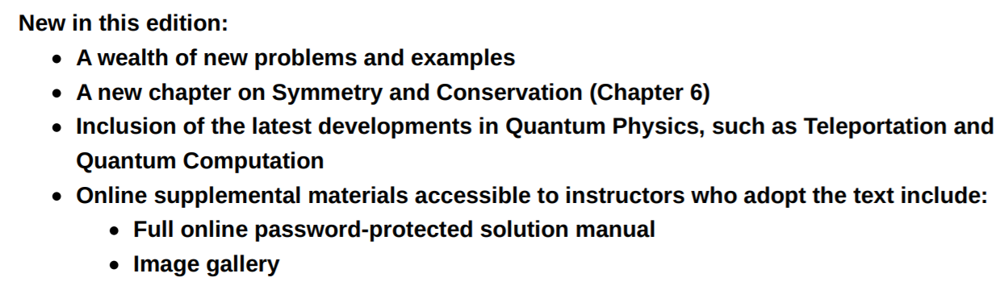 New in this edition:
• A wealth of new problems and examples
• A new chapter on Symmetry and Conservation (Chapter 6)
• Inclusion of the latest developments in Quantum Physics, such as Teleportation and
Quantum Computation
• Online supplemental materials accessible to instructors who adopt the text include:
• Full online password-protected solution manual
• Image gallery